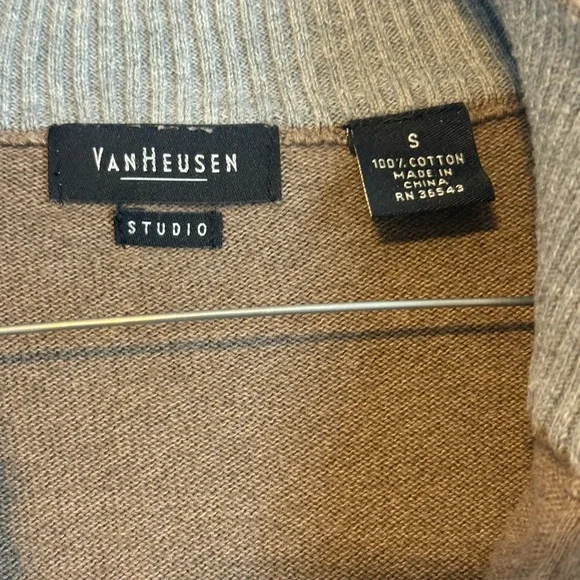 VANHEUSEN
STUDIO
S
100% COTTON
MADE IN
CHINA
RN 36543